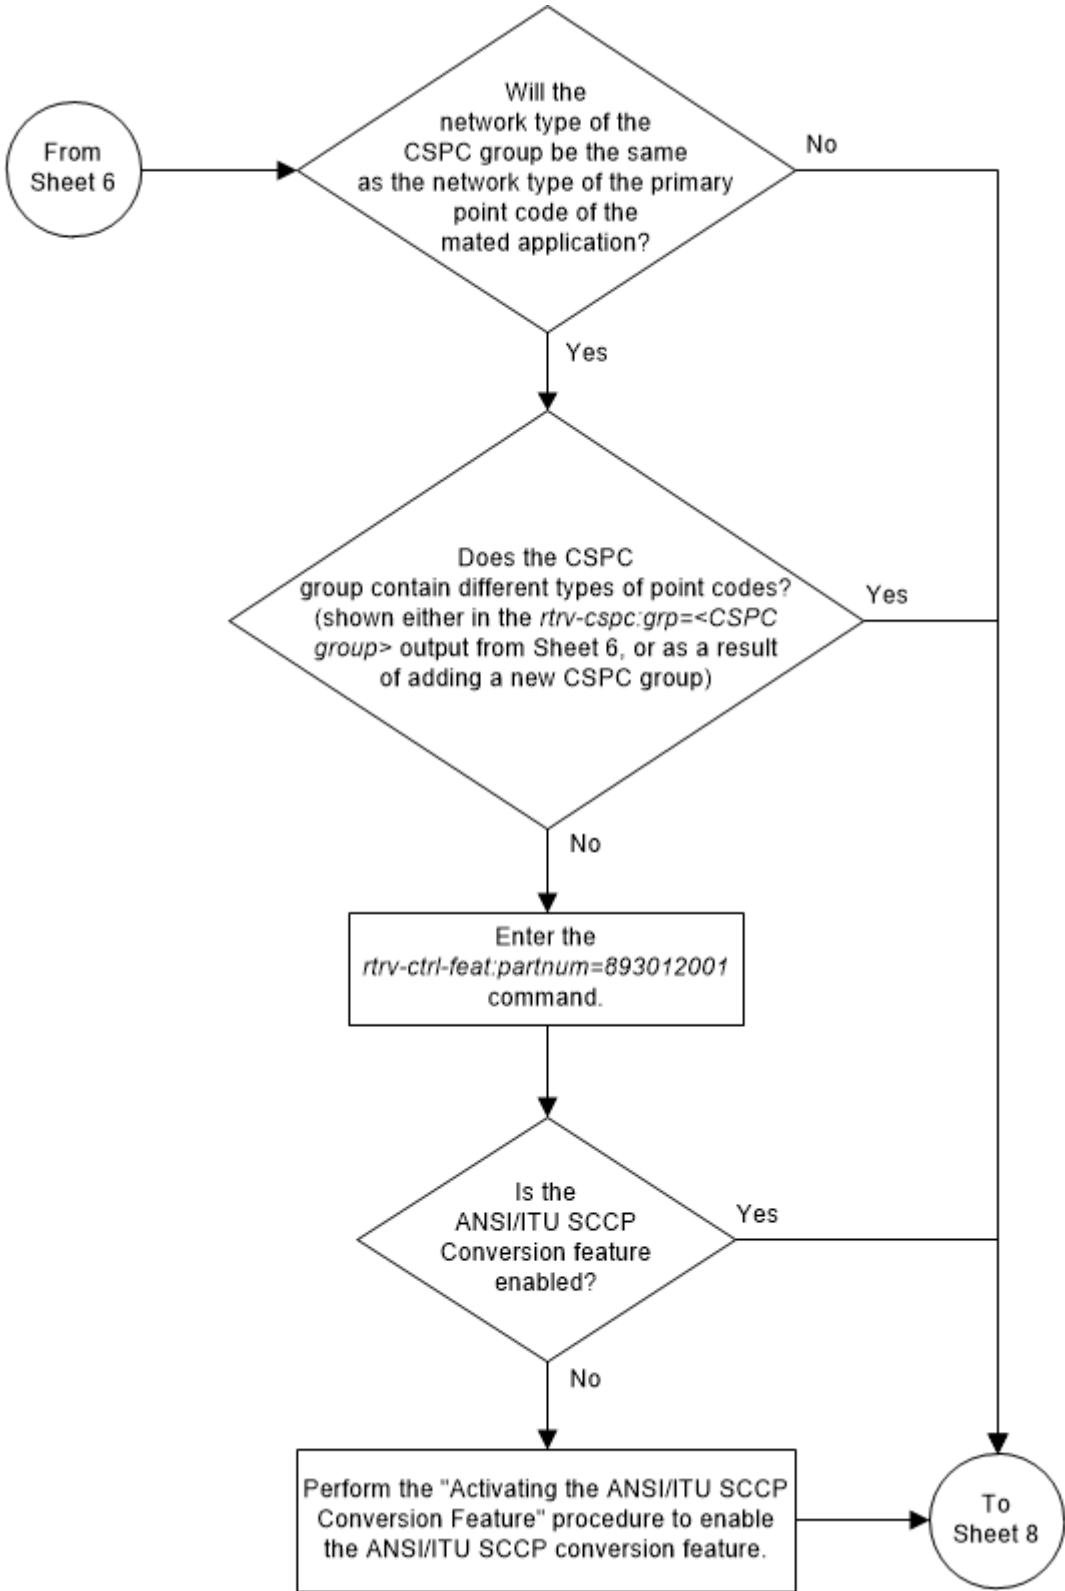 From
Sheet 6
Will the
network type of the
CSPC group be the same
as the network type of the primary
point code of the
mated application?
No
Yes
Does the CSPC
group contain different types of point codes?
(shown either in the rtrv-cspc:grp=<CSPC
group> output from Sheet 6, or as a result
of adding a new CSPC group)
Yes
No
Enter the
rtrv-ctrl-feat:partnum=893012001
command.
Is the
ANSI/ITU SCCP
Conversion feature
enabled?
Yes
No
Perform the "Activating the ANSI/ITU SCCP
Conversion Feature" procedure to enable
the ANSI/ITU SCCP conversion feature.
To
Sheet 8